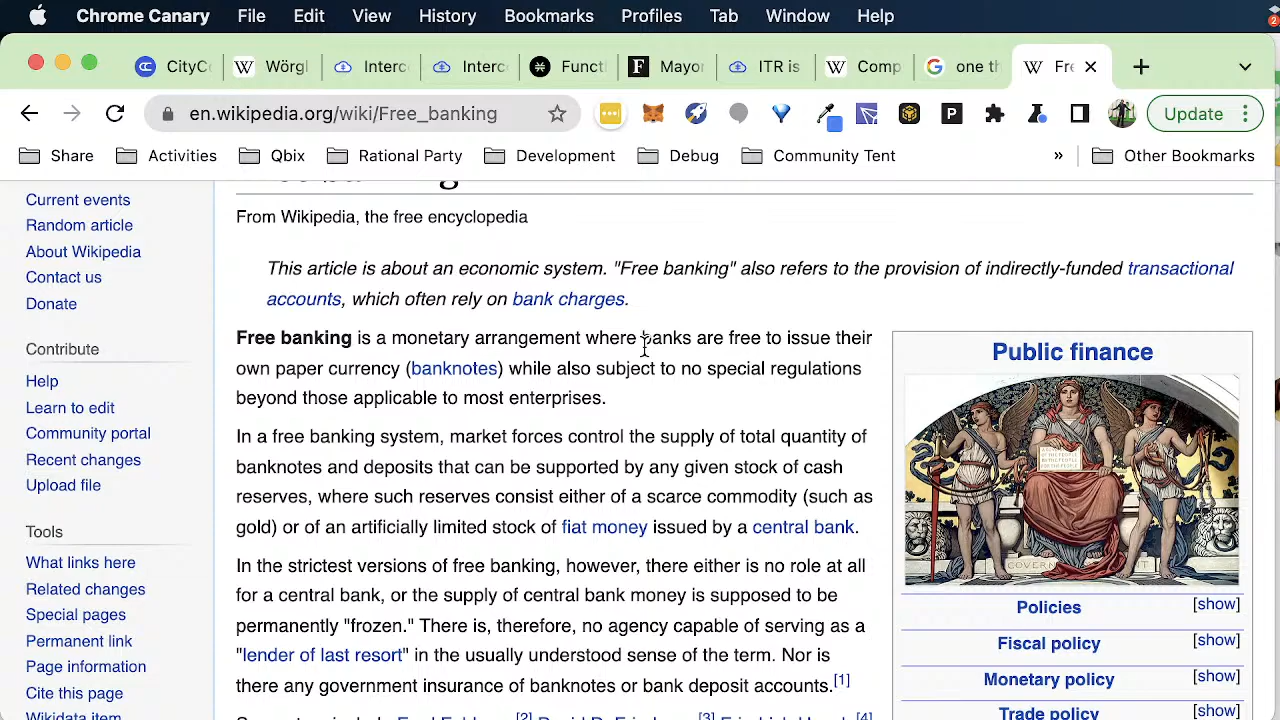 Chrome Canary File Edit View History Bookmarks Profiles Tab Window Help
2
CityC Wörgl Interc Interc Functi Mayor ITR is Comp one th Fre
en.wikipedia.org/wiki/Free_banking Update
Share Activities Qbix Rational Party Development Debug Community Tent » Other Bookmarks
Current events
Random article
About Wikipedia
Contact us
Donate
Contribute
Help
Learn to edit
Community portal
Recent changes
Upload file
Tools
What links here
Related changes
Special pages
Permanent link
Page information
Cite this page
Wikidata item
From Wikipedia, the free encyclopedia
This article is about an economic system. "Free banking" also refers to the provision of indirectly-funded transactional
accounts, which often rely on bank charges.
Free banking is a monetary arrangement where banks are free to issue their
own paper currency (banknotes) while also subject to no special regulations
beyond those applicable to most enterprises.
In a free banking system, market forces control the supply of total quantity of
banknotes and deposits that can be supported by any given stock of cash
reserves, where such reserves consist either of a scarce commodity (such as
gold) or of an artificially limited stock of fiat money issued by a central bank.
In the strictest versions of free banking, however, there either is no role at all
for a central bank, or the supply of central bank money is supposed to be
permanently "frozen." There is, therefore, no agency capable of serving as a
"lender of last resort" in the usually understood sense of the term. Nor is
there any government insurance of banknotes or bank deposit accounts.[1]
Public finance
Policies [show]
Fiscal policy [show]
Monetary policy [show]
Trade policy [show]